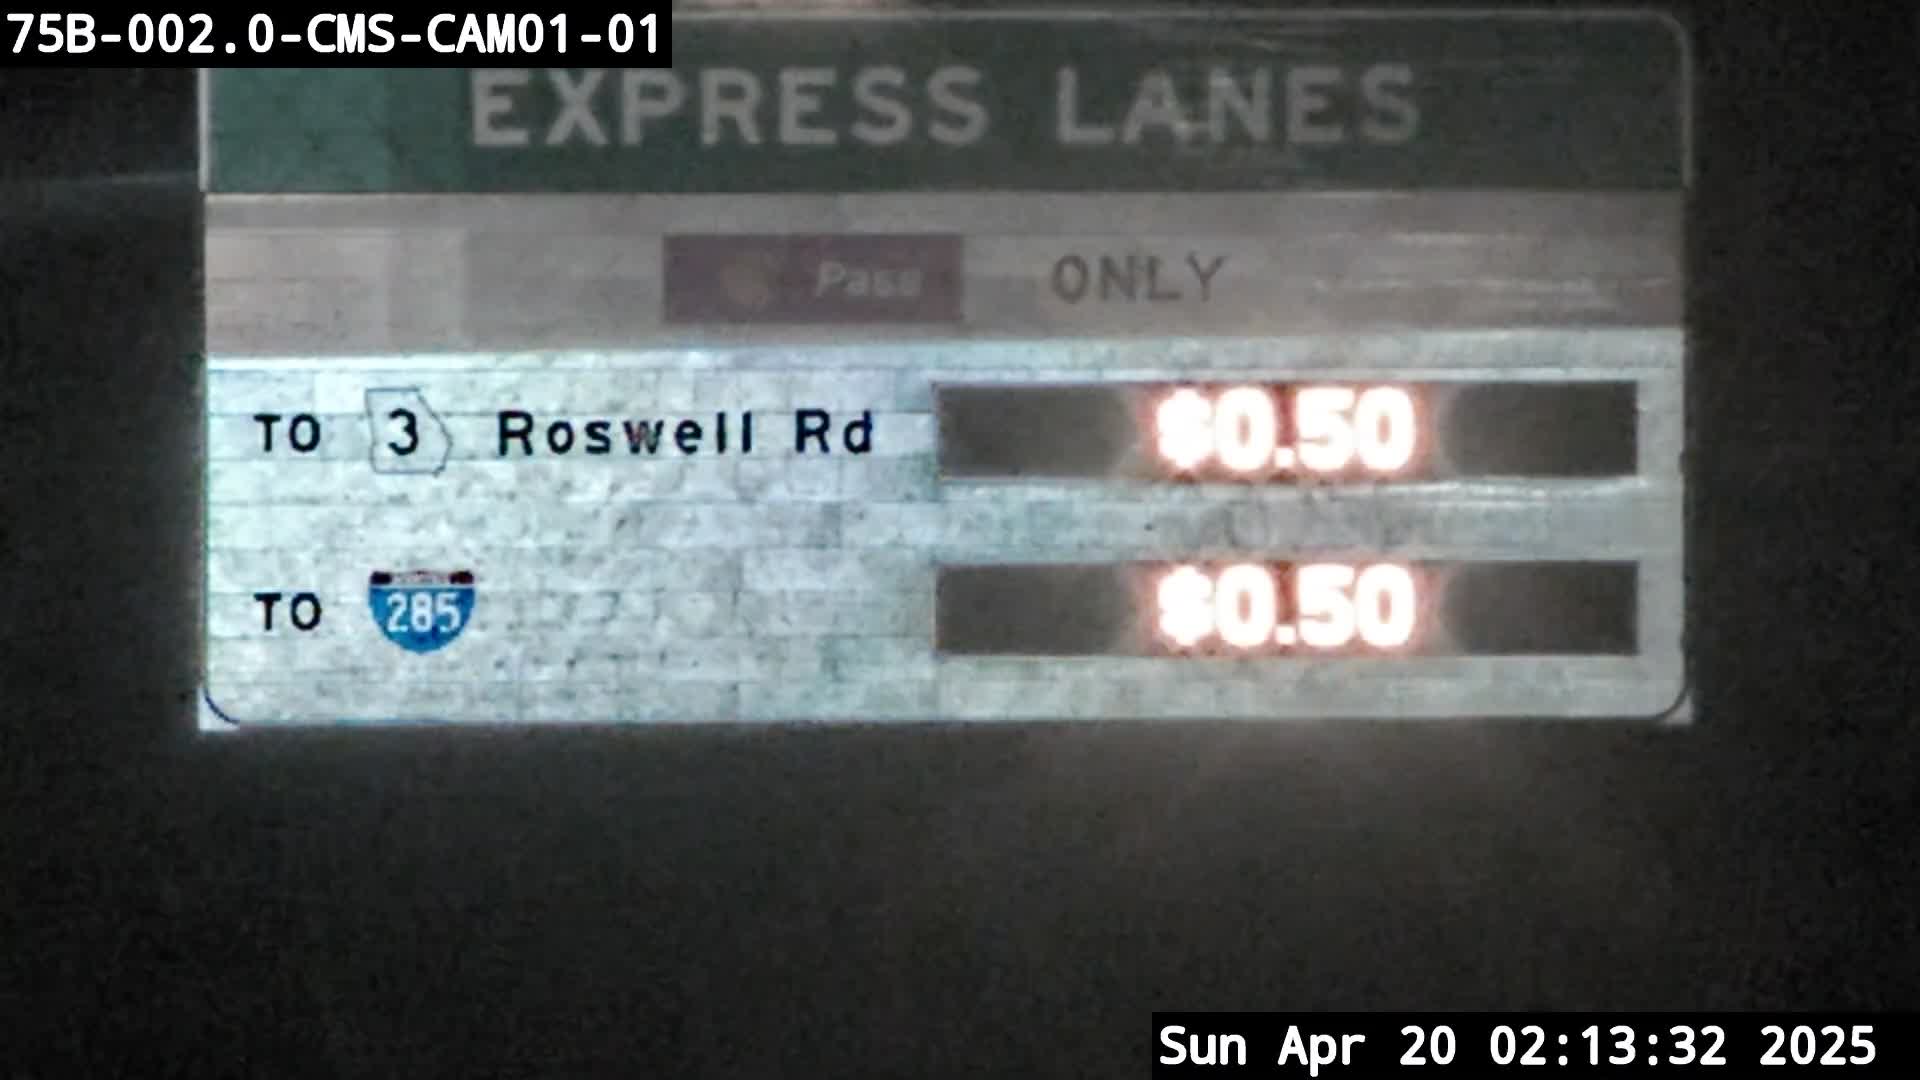 75B-002.0-CMS-CAM01-01
EXPRESS LANES
Pass ONLY
TO 3 Roswell Rd $0.50
TO 285 $0.50
Sun Apr 20 02:13:32 2025